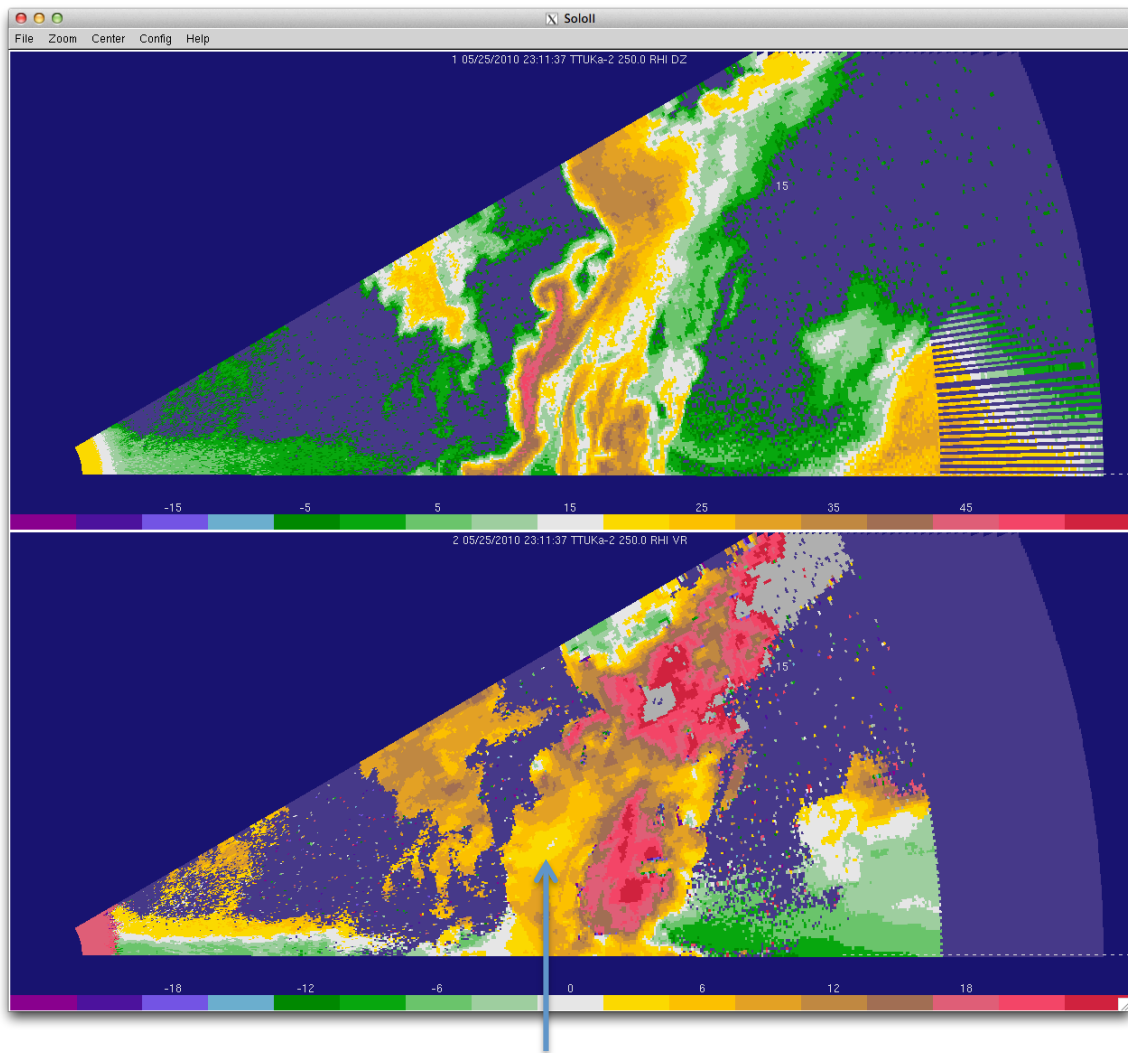 SoloII
File Zoom Center Config Help
1 05/25/2010 23:11:37 TTUKa-2 250.0 RHI DZ
15
-15 -5 5 15 25 35 45
2 05/25/2010 23:11:37 TTUKa-2 250.0 RHI VR
15
-18 -12 -6 0 6 12 18